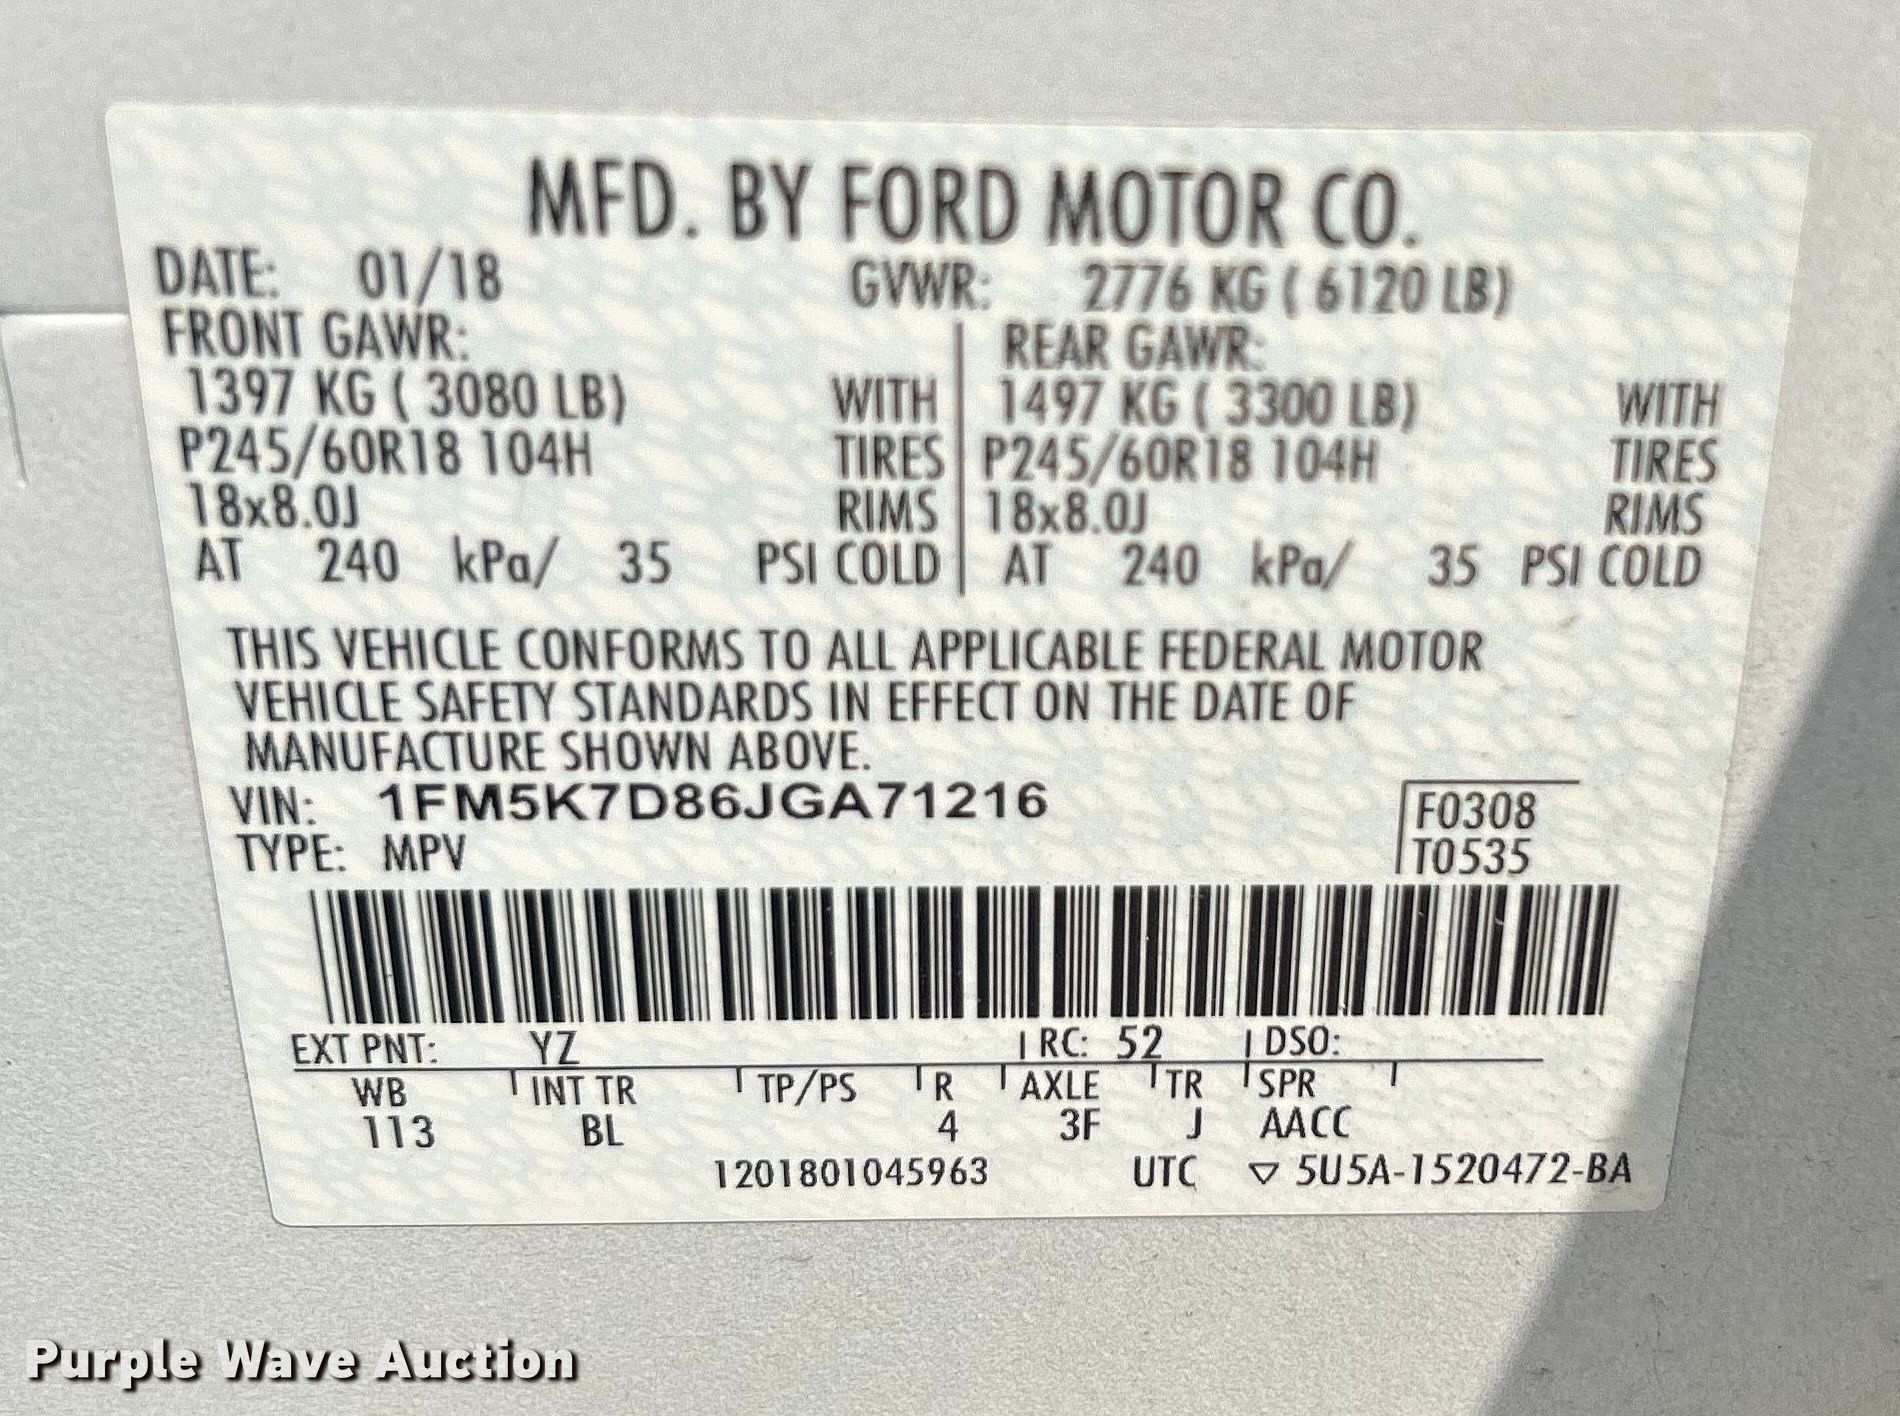 MFD. BY FORD MOTOR CO.
DATE: 01/18 GVWR: 2776 KG ( 6120 LB)
FRONT GAWR: REAR GAWR:
1397 KG ( 3080 LB) WITH 1497 KG ( 3300 LB) WITH
P245/60R18 104H TIRES P245/60R18 104H TIRES
18x8.0J RIMS 18x8.0J RIMS
AT 240 kPa/ 35 PSI COLD AT 240 kPa/ 35 PSI COLD
THIS VEHICLE CONFORMS TO ALL APPLICABLE FEDERAL MOTOR
VEHICLE SAFETY STANDARDS IN EFFECT ON THE DATE OF
MANUFACTURE SHOWN ABOVE.
VIN: 1FM5K7D86JGA71216 F0308
TYPE: MPV T0535
EXT PNT: YZ RC: 52 DSO:
WB INT TR TP/PS R AXLE TR SPR
113 BL 4 3F J AACC
1201801045963 UTC ▽ 5U5A-1520472-BA
Purple Wave Auction